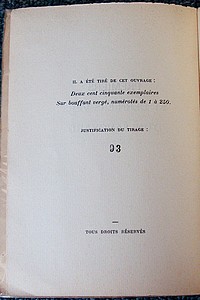 IL A ÉTÉ TIRÉ DE CET OUVRAGE :
Deux cent cinquante exemplaires
Sur bouffant vergé, numérotés de 1 à 250.
JUSTIFICATION DU TIRAGE :
93
TOUS DROITS RÉSERVÉS